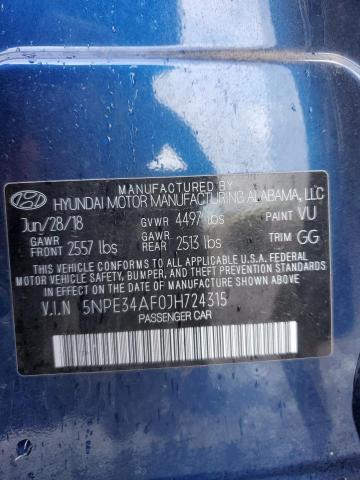 MANUFACTURED BY
HYUNDAI MOTOR MANUFACTURING ALABAMA, LLC
Jun/28/18 GVWR 4497 lbs PAINT VU
GAWR FRONT 2557 lbs GAWR REAR 2513 lbs TRIM GG
THIS VEHICLE CONFORMS TO ALL APPLICABLE U.S.A FEDERAL
MOTOR VEHICLE SAFETY, BUMPER, AND THEFT PREVENTION
STANDARDS IN EFFECT ON THE DATE OF MANUFACTURE SHOWN ABOVE.
V.I.N 5NPE34AF0JH724315
PASSENGER CAR